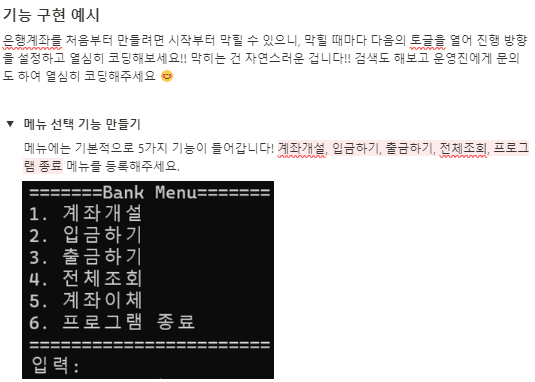 기능 구현 예시
은행계좌를 처음부터 만들려면 시작부터 막힐 수 있으니, 막힐 때마다 다음의 토글을 열어 진행 방향
을 설정하고 열심히 코딩해보세요!! 막히는 건 자연스러운 겁니다!! 검색도 해보고 운영진에게 문의
도 하여 열심히 코딩해주세요 😊
▼ 메뉴 선택 기능 만들기
메뉴에는 기본적으로 5가지 기능이 들어갑니다! 계좌개설, 입금하기, 출금하기, 전체조회, 프로그
램 종료 메뉴를 등록해주세요.
=======Bank Menu=======
1. 계좌개설
2. 입금하기
3. 출금하기
4. 전체조회
5. 계좌이체
6. 프로그램 종료
=======================
입력: